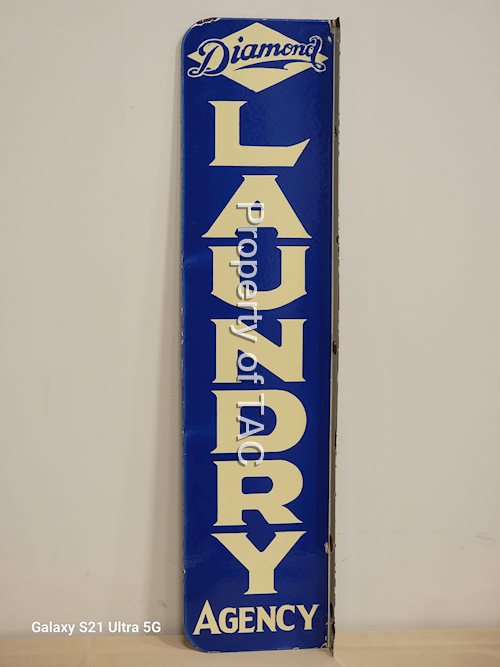 Diamond
LAUNDRY
AGENCY
Property of TAC
Galaxy S21 Ultra 5G